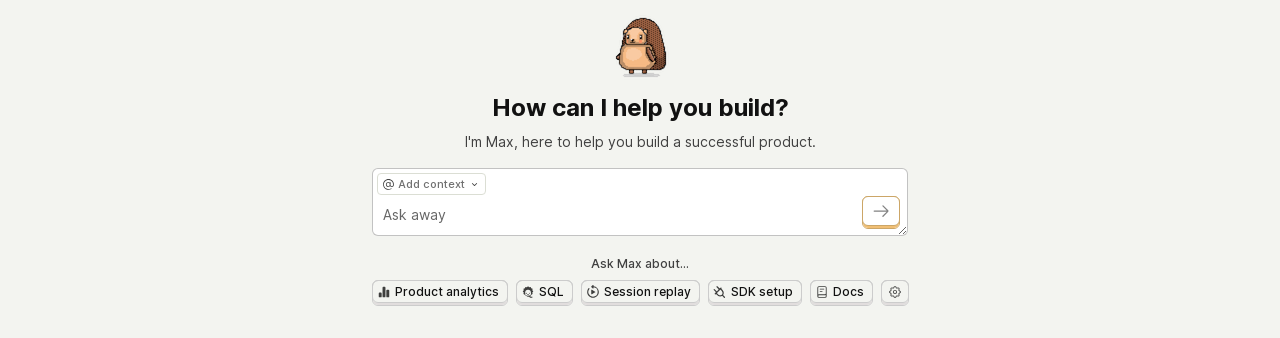 How can I help you build?
I'm Max, here to help you build a successful product.
@ Add context
Ask away
Ask Max about...
Product analytics SQL Session replay SDK setup Docs